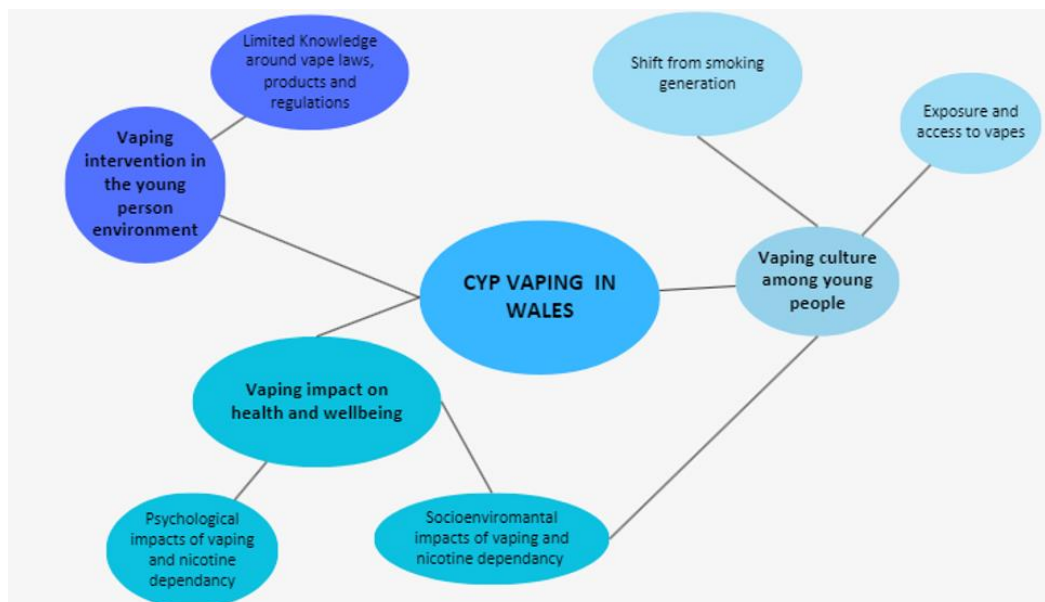 Limited Knowledge
around vape laws,
products and
regulations
Shift from smoking
generation
Exposure and
access to vapes
Vaping
intervention in
the young
person
environment
CYP VAPING IN
WALES
Vaping culture
among young
people
Vaping impact on
health and wellbeing
Psychological
impacts of vaping
and nicotine
dependancy
Socioenviromantal
impacts of vaping and
nicotine dependancy